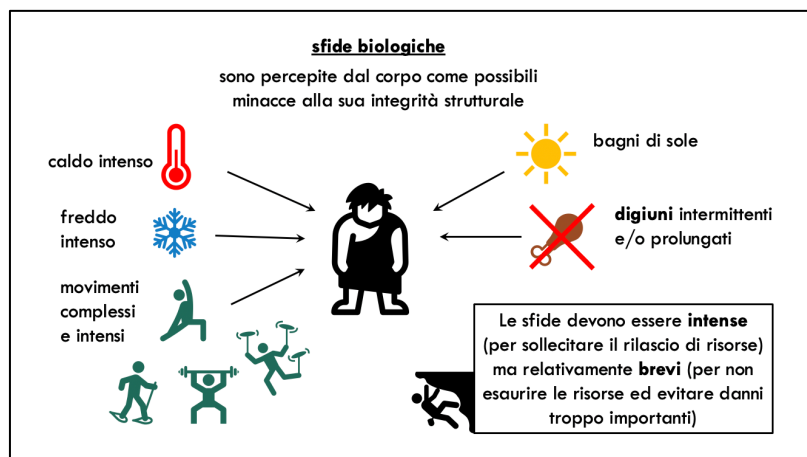 sfide biologiche
sono percepite dal corpo come possibili
minacce alla sua integrità strutturale
caldo intenso
freddo
intenso
movimenti
complessi
e intensi
bagni di sole
digiuni intermittenti
e/o prolungati
Le sfide devono essere intense
(per sollecitare il rilascio di risorse)
ma relativamente brevi (per non
esaurire le risorse ed evitare danni
troppo importanti)